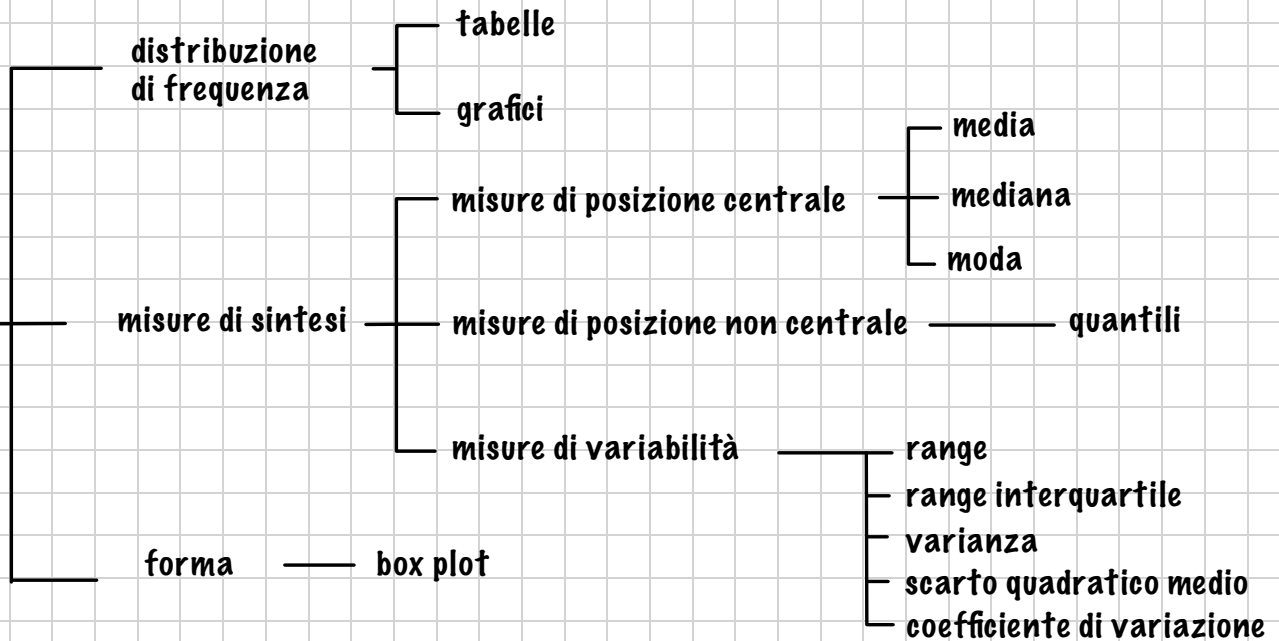 distribuzione
di frequenza
tabelle
grafici
misure di sintesi
misure di posizione centrale
media
mediana
moda
misure di posizione non centrale
quantili
misure di variabilità
range
range interquartile
varianza
scarto quadratico medio
coefficiente di variazione
forma
box plot